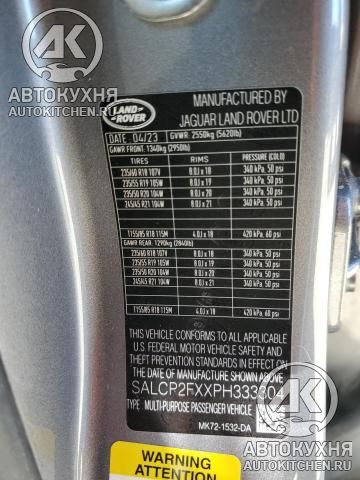 АВТОКУХНЯ
AUTOKITCHEN.RU
LAND ROVER
MANUFACTURED BY
JAGUAR LAND ROVER LTD
DATE: 04/23 GVWR: 2550kg (5620lb)
GAWR FRONT: 1340kg (2950lb)
TIRES RIMS PRESSURE (COLD)
235/60 R18 107V 8.0J x 18 340 kPa, 50 psi
235/55 R19 105W 8.0J x 19 340 kPa, 50 psi
235/50 R20 104W 8.0J x 20 340 kPa, 50 psi
245/45 R21 104W 8.0J x 21 340 kPa, 50 psi
T155/85 R18 115M 4.0J x 18 420 kPa, 60 psi
GAWR REAR: 1290kg (2840lb)
235/60 R18 107V 8.0J x 18 340 kPa, 50 psi
235/55 R19 105W 8.0J x 19 340 kPa, 50 psi
235/50 R20 104W 8.0J x 20 340 kPa, 50 psi
245/45 R21 104W 8.0J x 21 340 kPa, 50 psi
T155/85 R18 115M 4.0J x 18 420 kPa, 60 psi
THIS VEHICLE CONFORMS TO ALL APPLICABLE
U.S. FEDERAL MOTOR VEHICLE SAFETY AND
THEFT PREVENTION STANDARDS IN EFFECT ON
THE DATE OF MANUFACTURE SHOWN ABOVE.
SALCP2FXXPH333304
TYPE: MULTI-PURPOSE PASSENGER VEHICLE
MK72-1532-DA
WARNING
ATTENTION